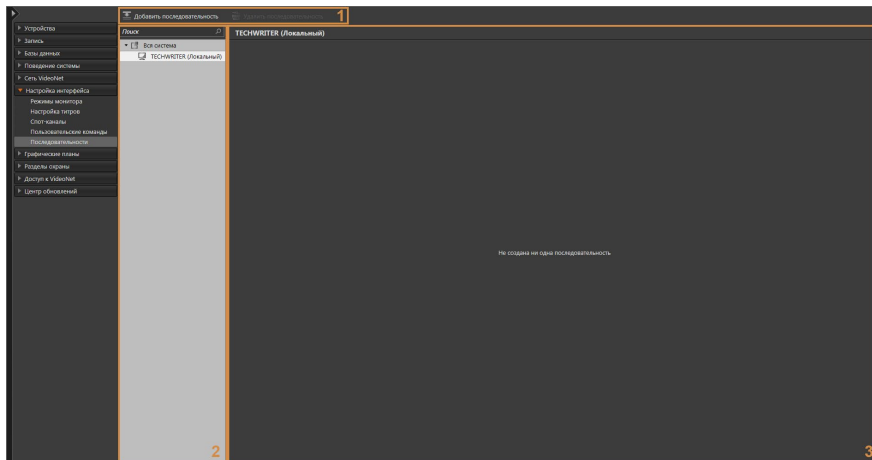 Добавить последовательность
Удалить последовательность
1
Устройства
Запись
Базы данных
Поведение системы
Сеть VideoNet
Настройка интерфейса
Режимы монитора
Настройка титров
Спот-каналы
Пользовательские команды
Последовательности
Графические планы
Разделы охраны
Доступ к VideoNet
Центр обновлений
Поиск
Вся система
TECHWRITER (Локальный)
2
TECHWRITER (Локальный)
Не создана ни одна последовательность
3